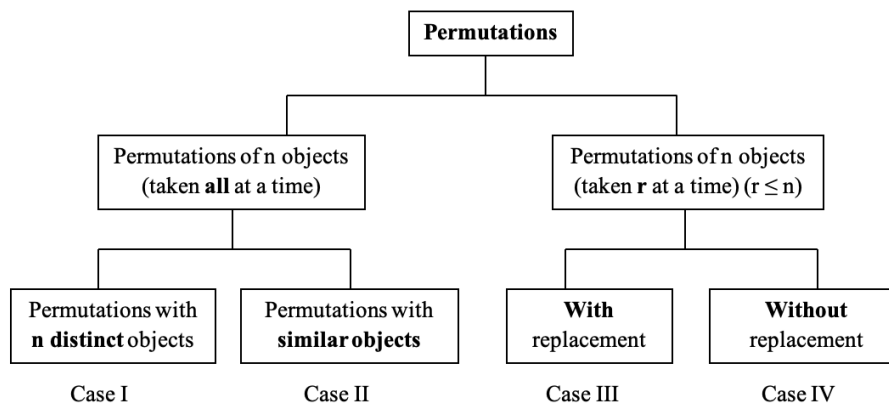 Permutations
Permutations of n objects
(taken all at a time)
Permutations of n objects
(taken r at a time) (r ≤ n)
Permutations with
n distinct objects
Permutations with
similar objects
With
replacement
Without
replacement
Case I
Case II
Case III
Case IV